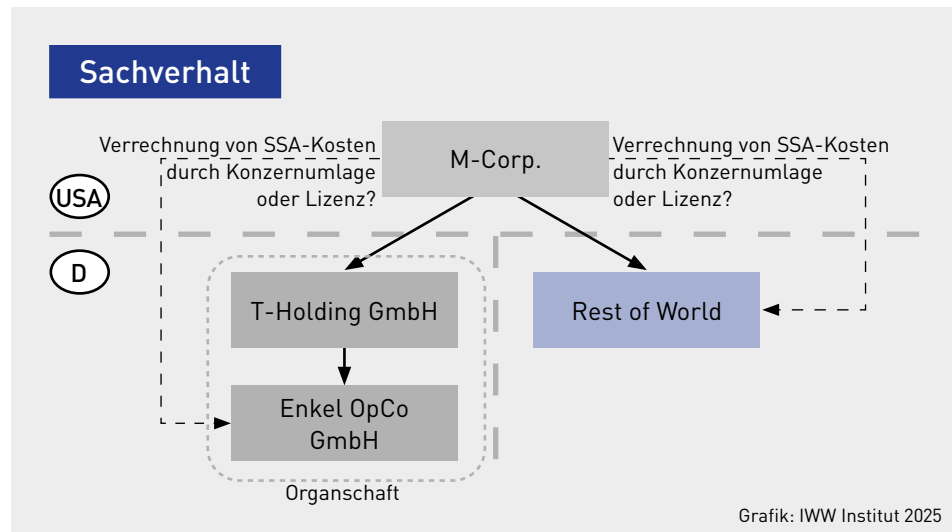 Sachverhalt
Verrechnung von SSA-Kosten
durch Konzernumlage
oder Lizenz?
M-Corp.
Verrechnung von SSA-Kosten
durch Konzernumlage
oder Lizenz?
USA
D
T-Holding GmbH
Rest of World
Enkel OpCo
GmbH
Organschaft
Grafik: IWW Institut 2025